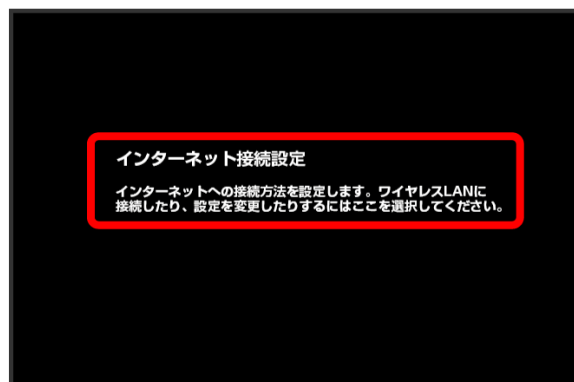 インターネット接続設定
インターネットへの接続方法を設定します。ワイヤレスLANに
接続したり、設定を変更したりするにはここを選択してください。